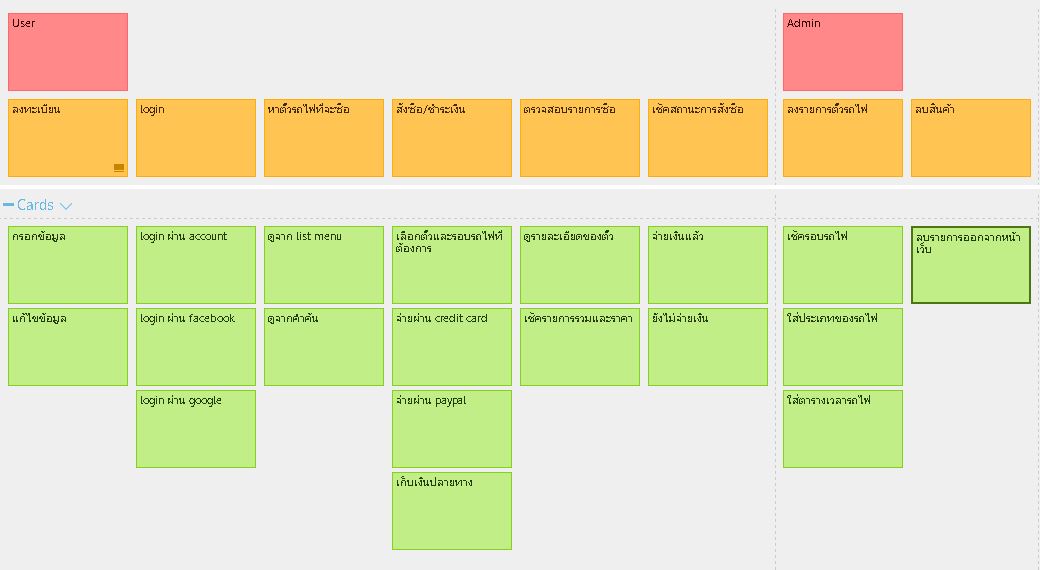 User
Admin
ลงทะเบียน
login
หาตั๋วรถไฟที่จะซื้อ
สั่งซื้อ/ชำระเงิน
ตรวจสอบรายการซื้อ
เช็คสถานะการสั่งซื้อ
ลงรายการตั๋วรถไฟ
ลบสินค้า
Cards
กรอกข้อมูล
login ผ่าน account
ดูจาก list menu
เลือกตั๋วและรอบรถไฟที่
ต้องการ
ดูรายละเอียดของตั๋ว
จ่ายเงินแล้ว
เช้ครอบรถไฟ
ลบรายการออกจากหน้า
เว็บ
แก้ไขข้อมูล
login ผ่าน facebook
ดูจากคำค้น
จ่ายผ่าน credit card
เช้ครายการรวมและราคา
ยังไม่จ่ายเงิน
ใส่ประเภทของรถไฟ
login ผ่าน google
จ่ายผ่าน paypal
ใส่ตารางเวลารถไฟ
เก็บเงินปลายทาง